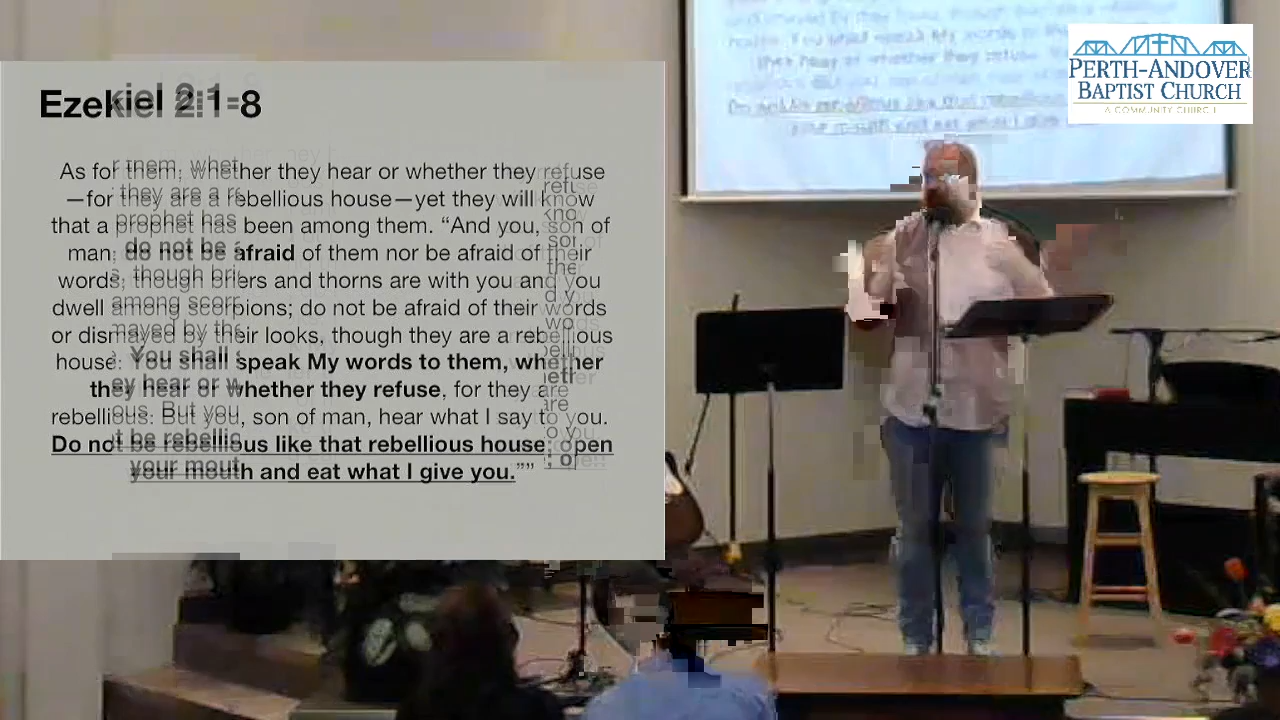 Ezekiel 2:1-8
As for them, whether they hear or whether they refuse
—for they are a rebellious house—yet they will know
that a prophet has been among them. “And you, son of
man, do not be afraid of them nor be afraid of their
words, though briers and thorns are with you and you
dwell among scorpions; do not be afraid of their words
or dismayed by their looks, though they are a rebellious
house. You shall speak My words to them, whether
they hear or whether they refuse, for they are
rebellious. But you, son of man, hear what I say to you.
Do not be rebellious like that rebellious house; open
your mouth and eat what I give you.””
PERTH-ANDOVER
BAPTIST CHURCH
A COMMUNITY CHURCH